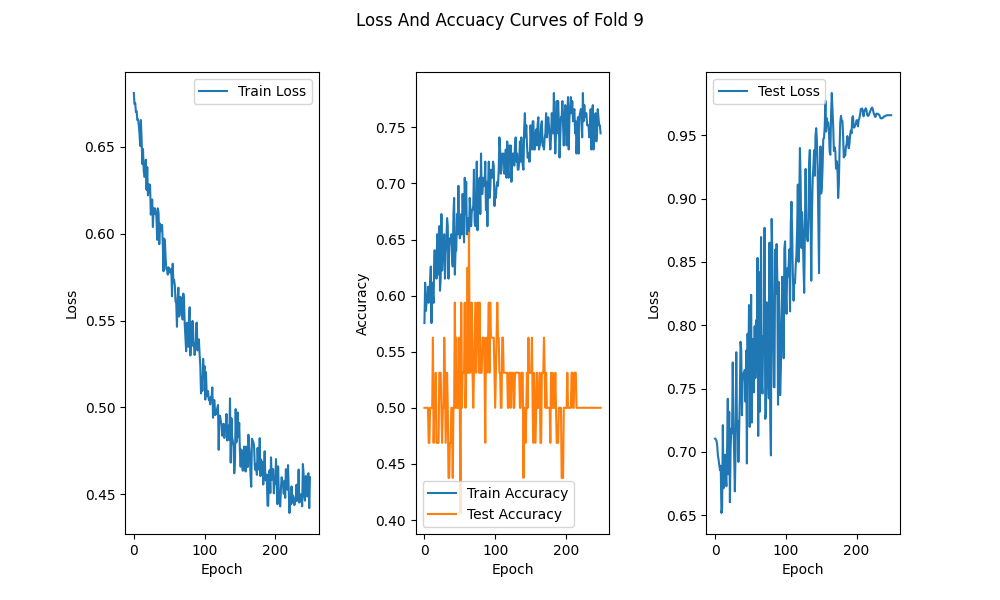 Loss And Accuacy Curves of Fold 9
Train Loss
0.65
0.60
0.55
0.50
0.45
Loss
0
100
200
Epoch
0.75
0.70
0.65
0.60
0.55
0.50
0.45
0.40
Accuracy
Train Accuracy
Test Accuracy
0
100
200
Epoch
Test Loss
0.95
0.90
0.85
0.80
0.75
0.70
0.65
Loss
0
100
200
Epoch